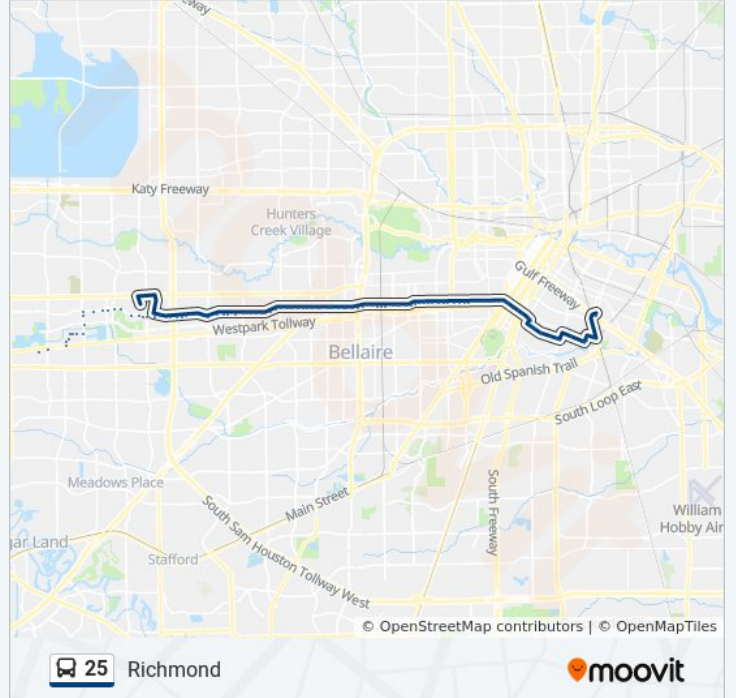 eway
Katy Freeway
Hunters
Creek Village
Gulf Freeway
Westpark Tollway
Bellaire
Old Spanish Trail
South Loop East
Meadows Place
Main Street
South Freeway
William
Hobby Air
gar Land
South Sam Houston Tollway West
Stafford
© OpenStreetMap contributors | © OpenMapTiles
25 Richmond
moovit